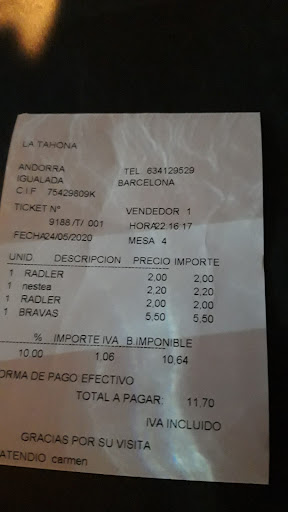 LA TAHONA
ANDORRA TEL 634129529
IGUALADA BARCELONA
C.I.F 75429809K
TICKET Nº VENDEDOR 1
9188 /T/ 001 HORA22:16:17
FECHA24/05/2020 MESA 4
UNID DESCRIPCION PRECIO IMPORTE
1 RADLER 2,00 2,00
1 nestea 2,20 2,20
1 RADLER 2,00 2,00
1 BRAVAS 5,50 5,50
% IMPORTE IVA B.IMPONIBLE
10,00 1,06 10,64
ORMA DE PAGO EFECTIVO
TOTAL A PAGAR: 11,70
IVA INCLUIDO
GRACIAS POR SU VISITA
ATENDIO carmen